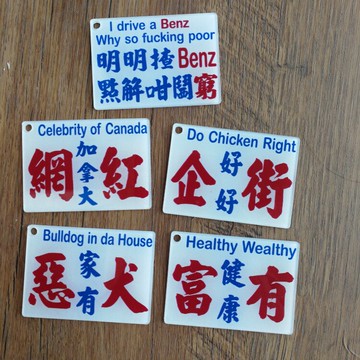 I drive a Benz
Why so fucking poor
明明揸Benz
點解咁窮
Celebrity of Canada
網加拿大紅
Do Chicken Right
企好好街
Bulldog in da House
惡家有犬
Healthy Wealthy
富健康有